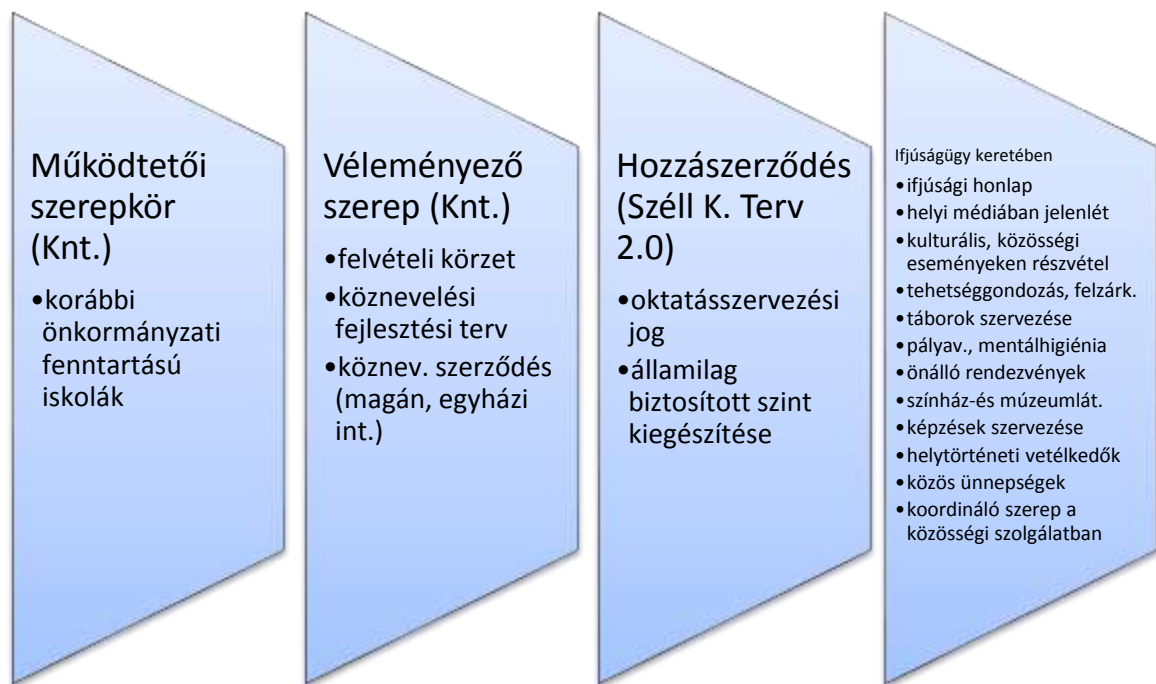 Működtetői
szerepkör
(Knt.)
•korábbi
önkormányzati
fenntartású
iskolák
Véleményező
szerep (Knt.)
•felvételi körzet
•köznevelési
fejlesztési terv
•köznev. szerződés
(magán, egyházi
int.)
Hozzászerződés
(Széll K. Terv
2.0)
•oktatásszervezési
jog
•államilag
biztosított szint
kiegészítése
Ifjúságügy keretében
•ifjúsági honlap
•helyi médiában jelenlét
•kulturális, közösségi
eseményeken részvétel
•tehetséggondozás, felzárk.
•táborok szervezése
•pályav., mentálhigiénia
•önálló rendezvények
•színház-és múzeumlát.
•képzések szervezése
•helytörténeti vetélkedők
•közös ünnepségek
•koordináló szerep a
közösségi szolgálatban